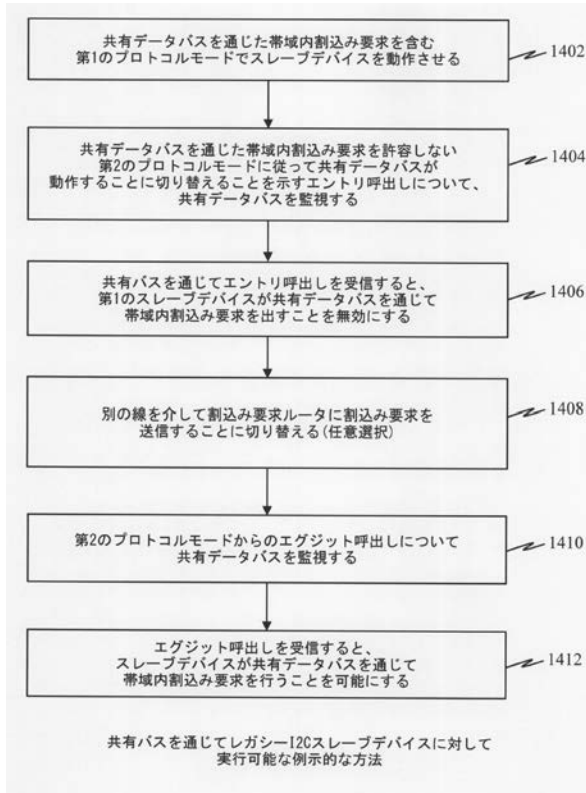 共有データバスを通じた帯域内割込み要求を含む
第1のプロトコルモードでスレーブデバイスを動作させる
1402
共有データバスを通じた帯域内割込み要求を許容しない
第2のプロトコルモードに従って共有データバスが
動作することに切り替えることを示すエントリ呼出しについて、
共有データバスを監視する
1404
共有バスを通じてエントリ呼出しを受信すると、
第1のスレーブデバイスが共有データバスを通じて
帯域内割込み要求を出すことを無効にする
1406
別の線を介して割込み要求ルータに割込み要求を
送信することに切り替える(任意選択)
1408
第2のプロトコルモードからのエグジット呼出しについて
共有データバスを監視する
1410
エグジット呼出しを受信すると、
スレーブデバイスが共有データバスを通じて
帯域内割込み要求を行うことを可能にする
1412
共有バスを通じてレガシーI2Cスレーブデバイスに対して
実行可能な例示的な方法